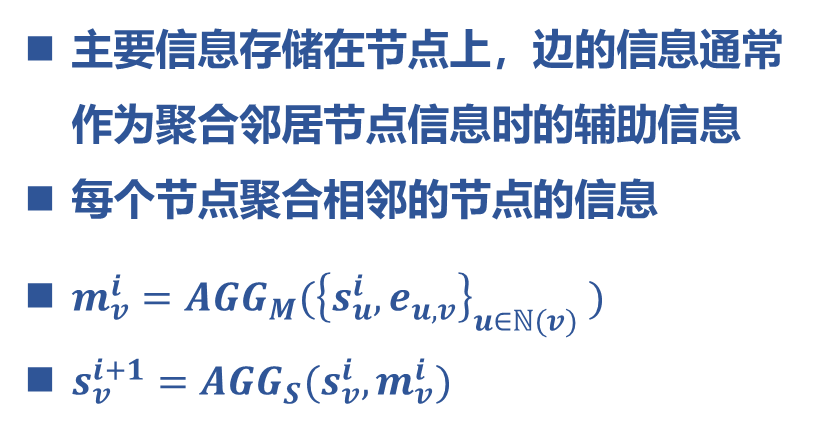 ■ 主要信息存储在节点上，边的信息通常
作为聚合邻居节点信息时的辅助信息
■ 每个节点聚合相邻的节点的信息
■ $m_v^i = AGG_M(\{s_u^i, e_{u,v}\}_{u \in \mathbb{N}(v)})$
■ $s_v^{i+1} = AGG_S(s_v^i, m_v^i)$